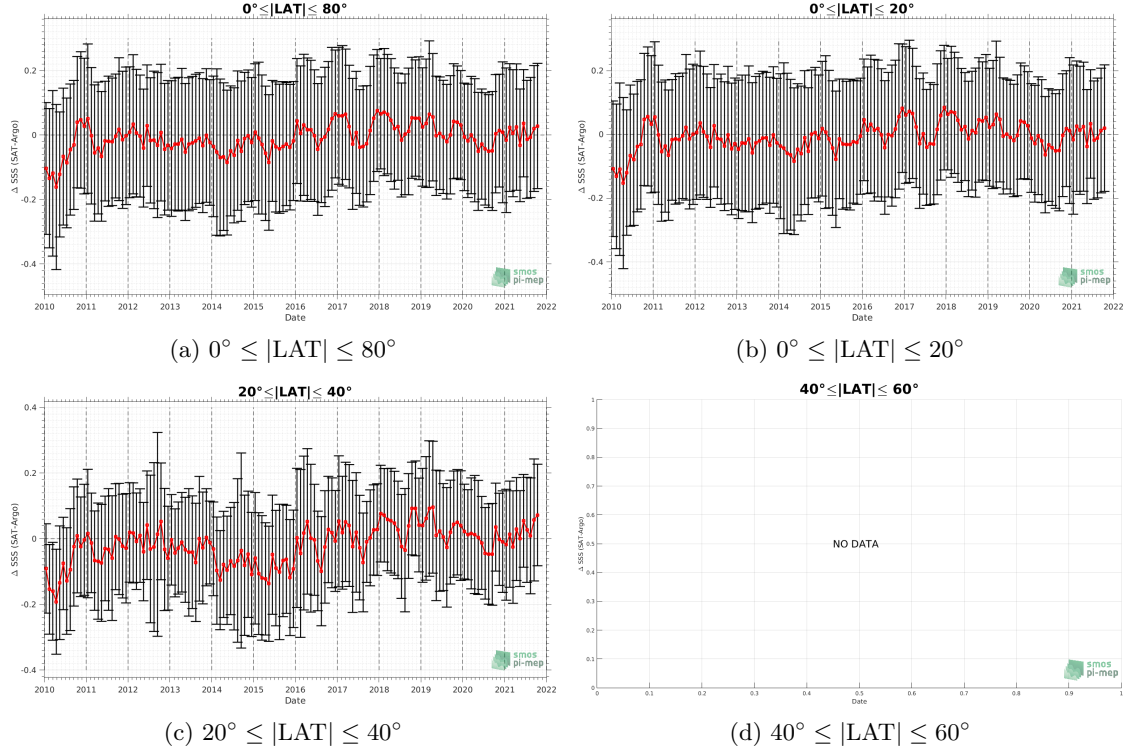 0°≤|LAT|≤ 80°
0.2
0
-0.2
-0.4
Δ SSS (SAT-Argo)
2010 2011 2012 2013 2014 2015 2016 2017 2018 2019 2020 2021 2022
Date
smos
pi-mep
(a) 0° ≤ |LAT| ≤ 80°
0°≤|LAT|≤ 20°
0.2
0
-0.2
-0.4
Δ SSS (SAT-Argo)
2010 2011 2012 2013 2014 2015 2016 2017 2018 2019 2020 2021 2022
Date
smos
pi-mep
(b) 0° ≤ |LAT| ≤ 20°
20°≤|LAT|≤ 40°
0.4
0.2
0
-0.2
-0.4
Δ SSS (SAT-Argo)
2010 2011 2012 2013 2014 2015 2016 2017 2018 2019 2020 2021 2022
Date
smos
pi-mep
(c) 20° ≤ |LAT| ≤ 40°
40°≤|LAT|≤ 60°
1
0.9
0.8
0.7
0.6
0.5
0.4
0.3
0.2
0.1
0
Δ SSS (SAT-Argo)
NO DATA
0 0.1 0.2 0.3 0.4 0.5 0.6 0.7 0.8 0.9 1
Date
smos
pi-mep
(d) 40° ≤ |LAT| ≤ 60°